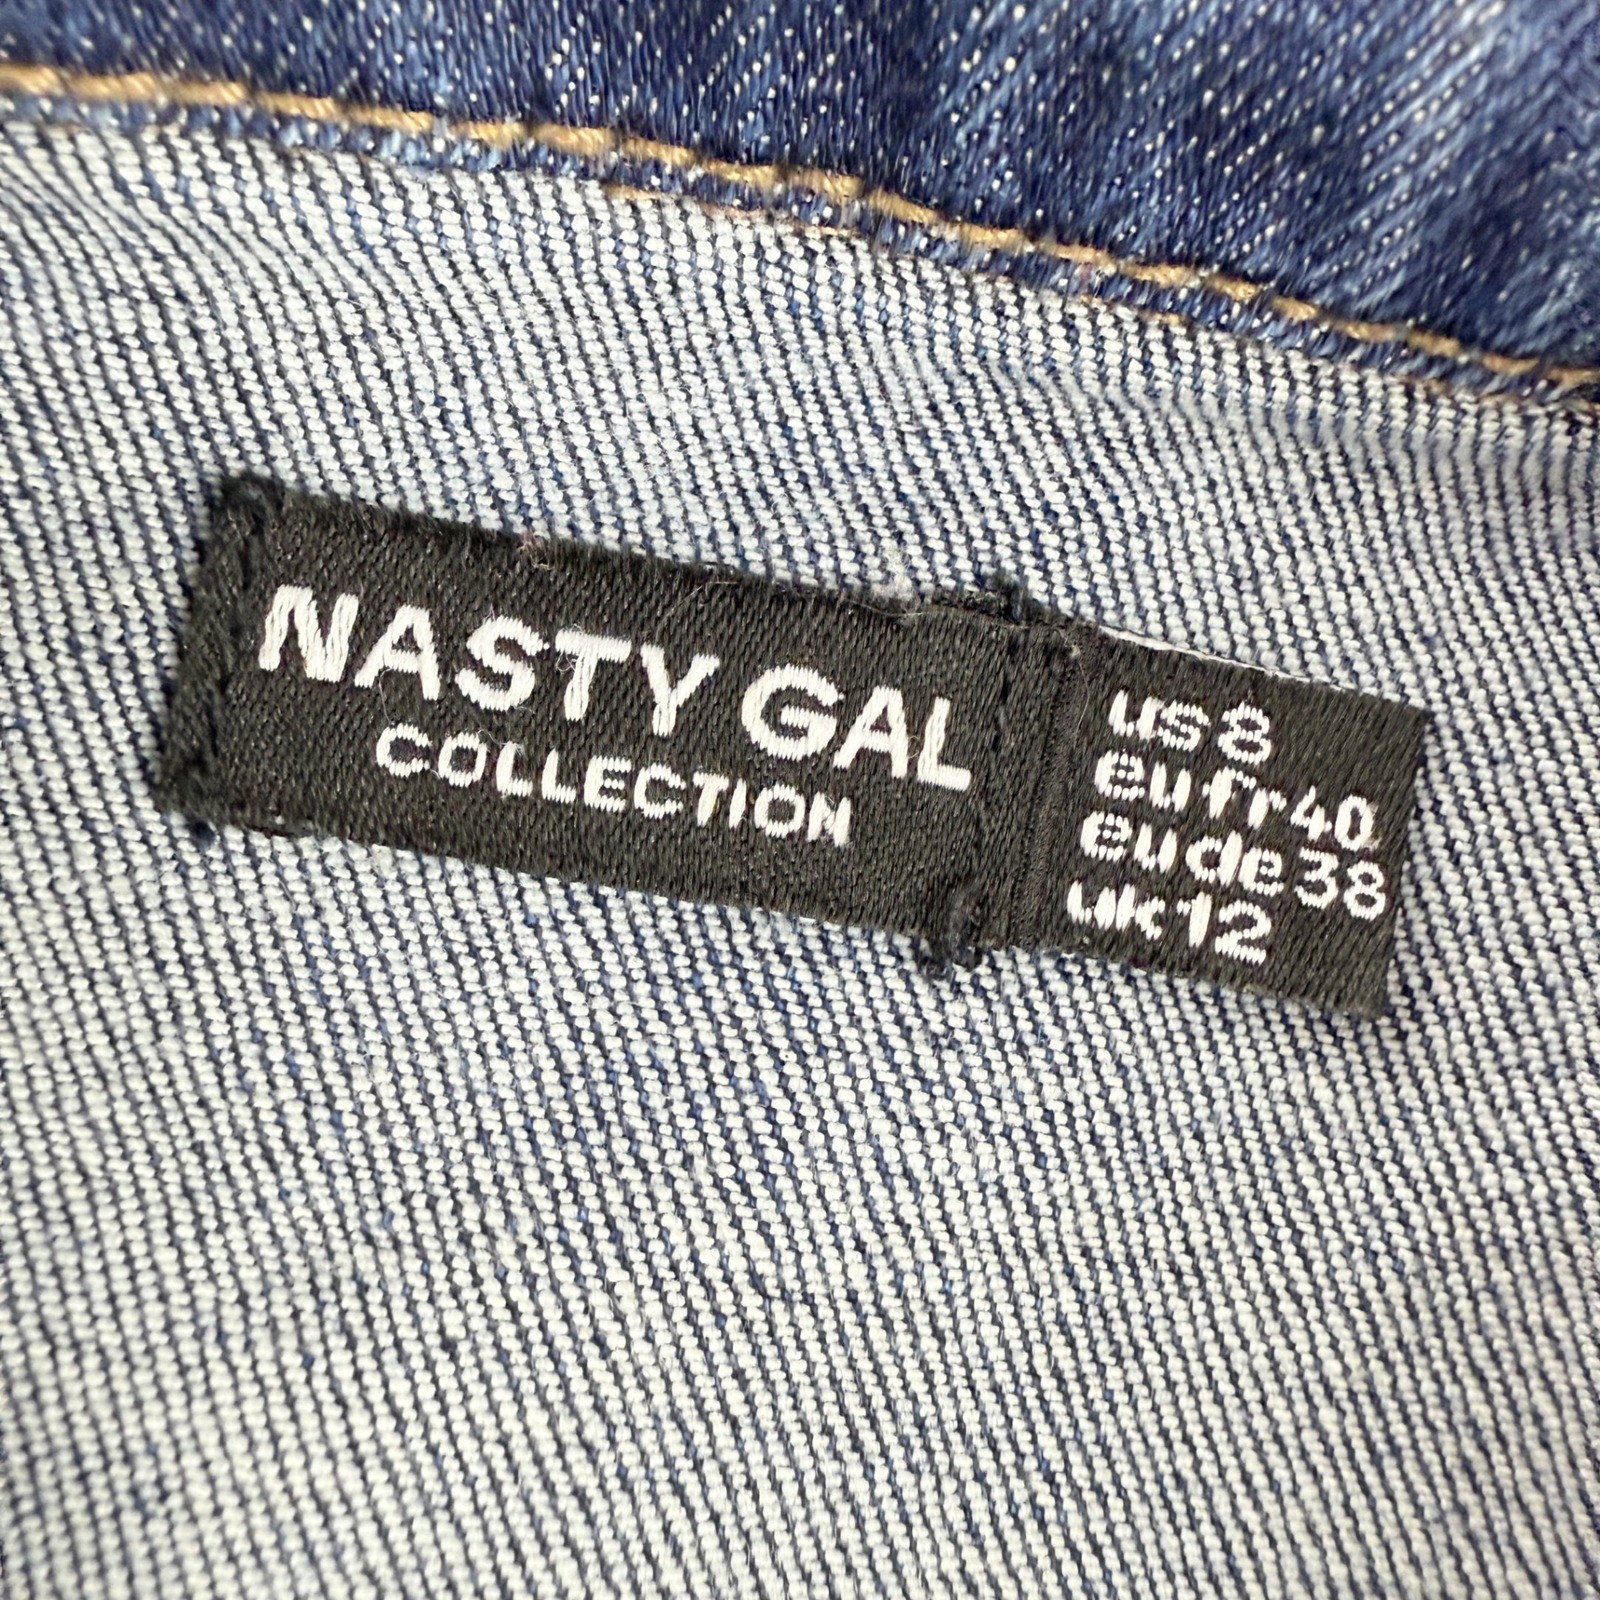 NASTY GAL
COLLECTION
us 8
eu fr 40
eu de 38
uk 12